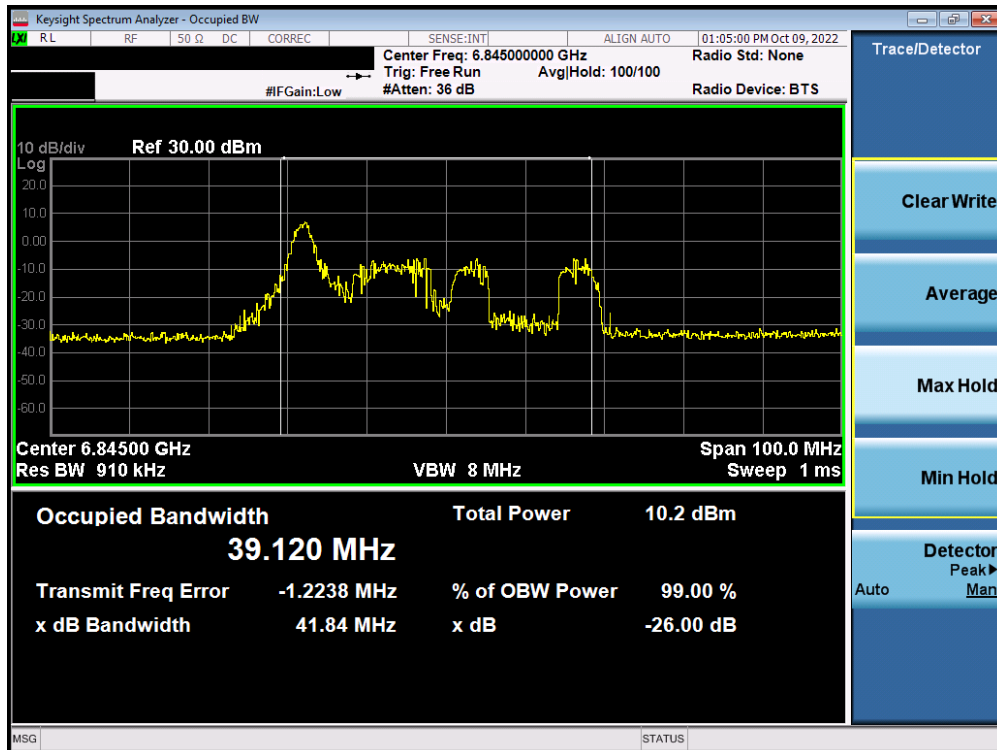 Keysight Spectrum Analyzer - Occupied BW
LXI RL RF 50 Ω DC CORREC SENSE:INT ALIGN AUTO 01:05:00 PM Oct 09, 2022
Center Freq: 6.845000000 GHz Radio Std: None
Trig: Free Run Avg|Hold: 100/100
#IFGain:Low #Atten: 36 dB Radio Device: BTS
10 dB/div Ref 30.00 dBm
Log
20.0
10.0
0.00
-10.0
-20.0
-30.0
-40.0
-50.0
-60.0
Center 6.84500 GHz Span 100.0 MHz
Res BW 910 kHz VBW 8 MHz Sweep 1 ms
Occupied Bandwidth Total Power 10.2 dBm
39.120 MHz
Transmit Freq Error -1.2238 MHz % of OBW Power 99.00 %
x dB Bandwidth 41.84 MHz x dB -26.00 dB
Trace/Detector
Clear Write
Average
Max Hold
Min Hold
Detector
Peak▶
Auto Man
MSG STATUS